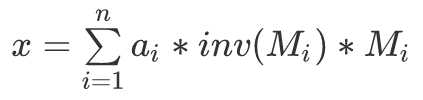 x = \sum_{i=1}^{n} a_i * inv(M_i) * M_i